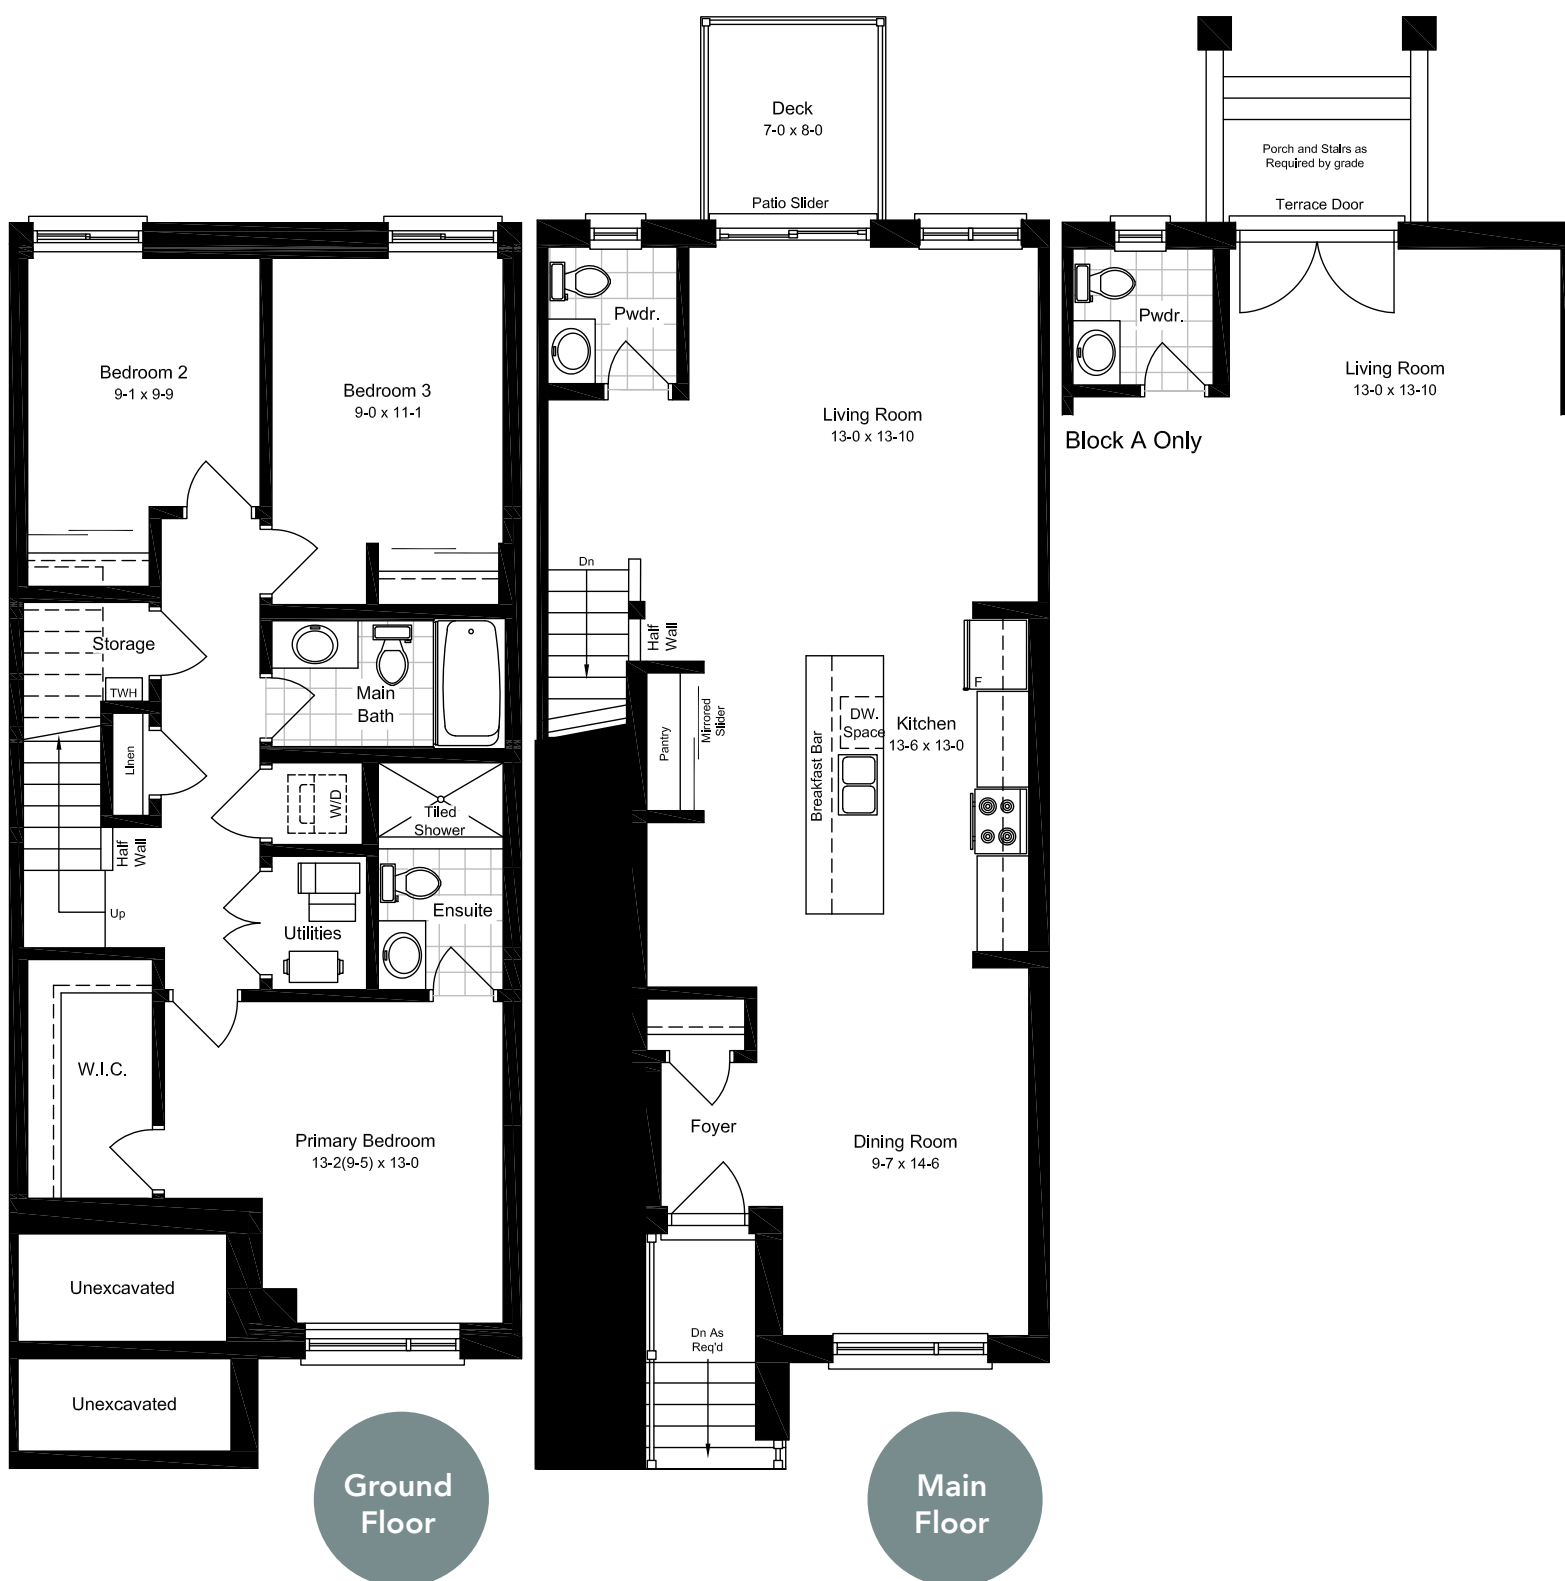 Bedroom 2
9-1 x 9-9
Bedroom 3
9-0 x 11-1
Storage
TWH
Linen
Main
Bath
W/D
Tiled
Shower
Half
Wall
Up
Utilities
Ensuite
W.I.C.
Primary Bedroom
13-2(9-5) x 13-0
Unexcavated
Unexcavated
Ground
Floor
Deck
7-0 x 8-0
Patio Slider
Pwdr.
Living Room
13-0 x 13-10
Dn
Half
Wall
Pantry
Mirrored
Slider
Breakfast Bar
DW.
Space
Kitchen
13-6 x 13-0
F
Foyer
Dining Room
9-7 x 14-6
Dn As
Req'd
Main
Floor
Porch and Stairs as
Required by grade
Terrace Door
Pwdr.
Living Room
13-0 x 13-10
Block A Only